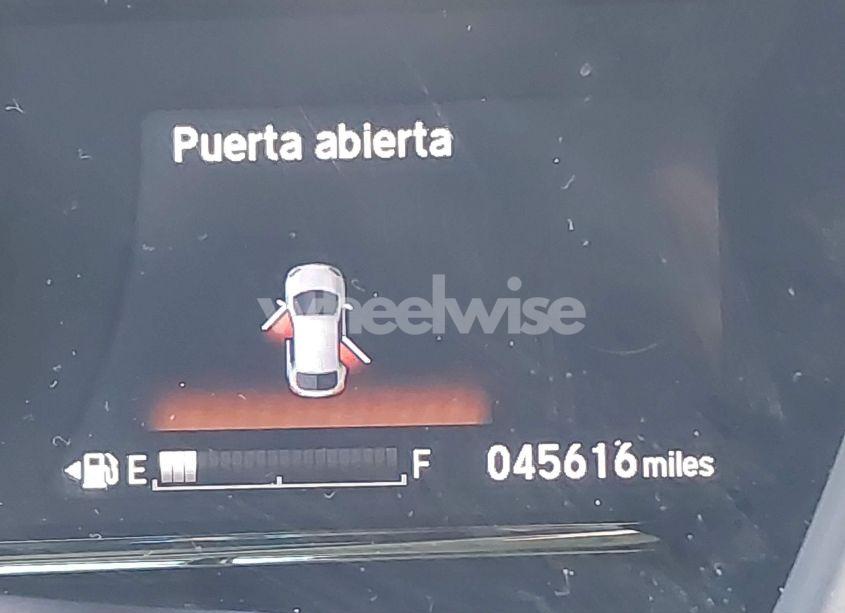 Puerta abierta
wheelwise
E F 045616 miles